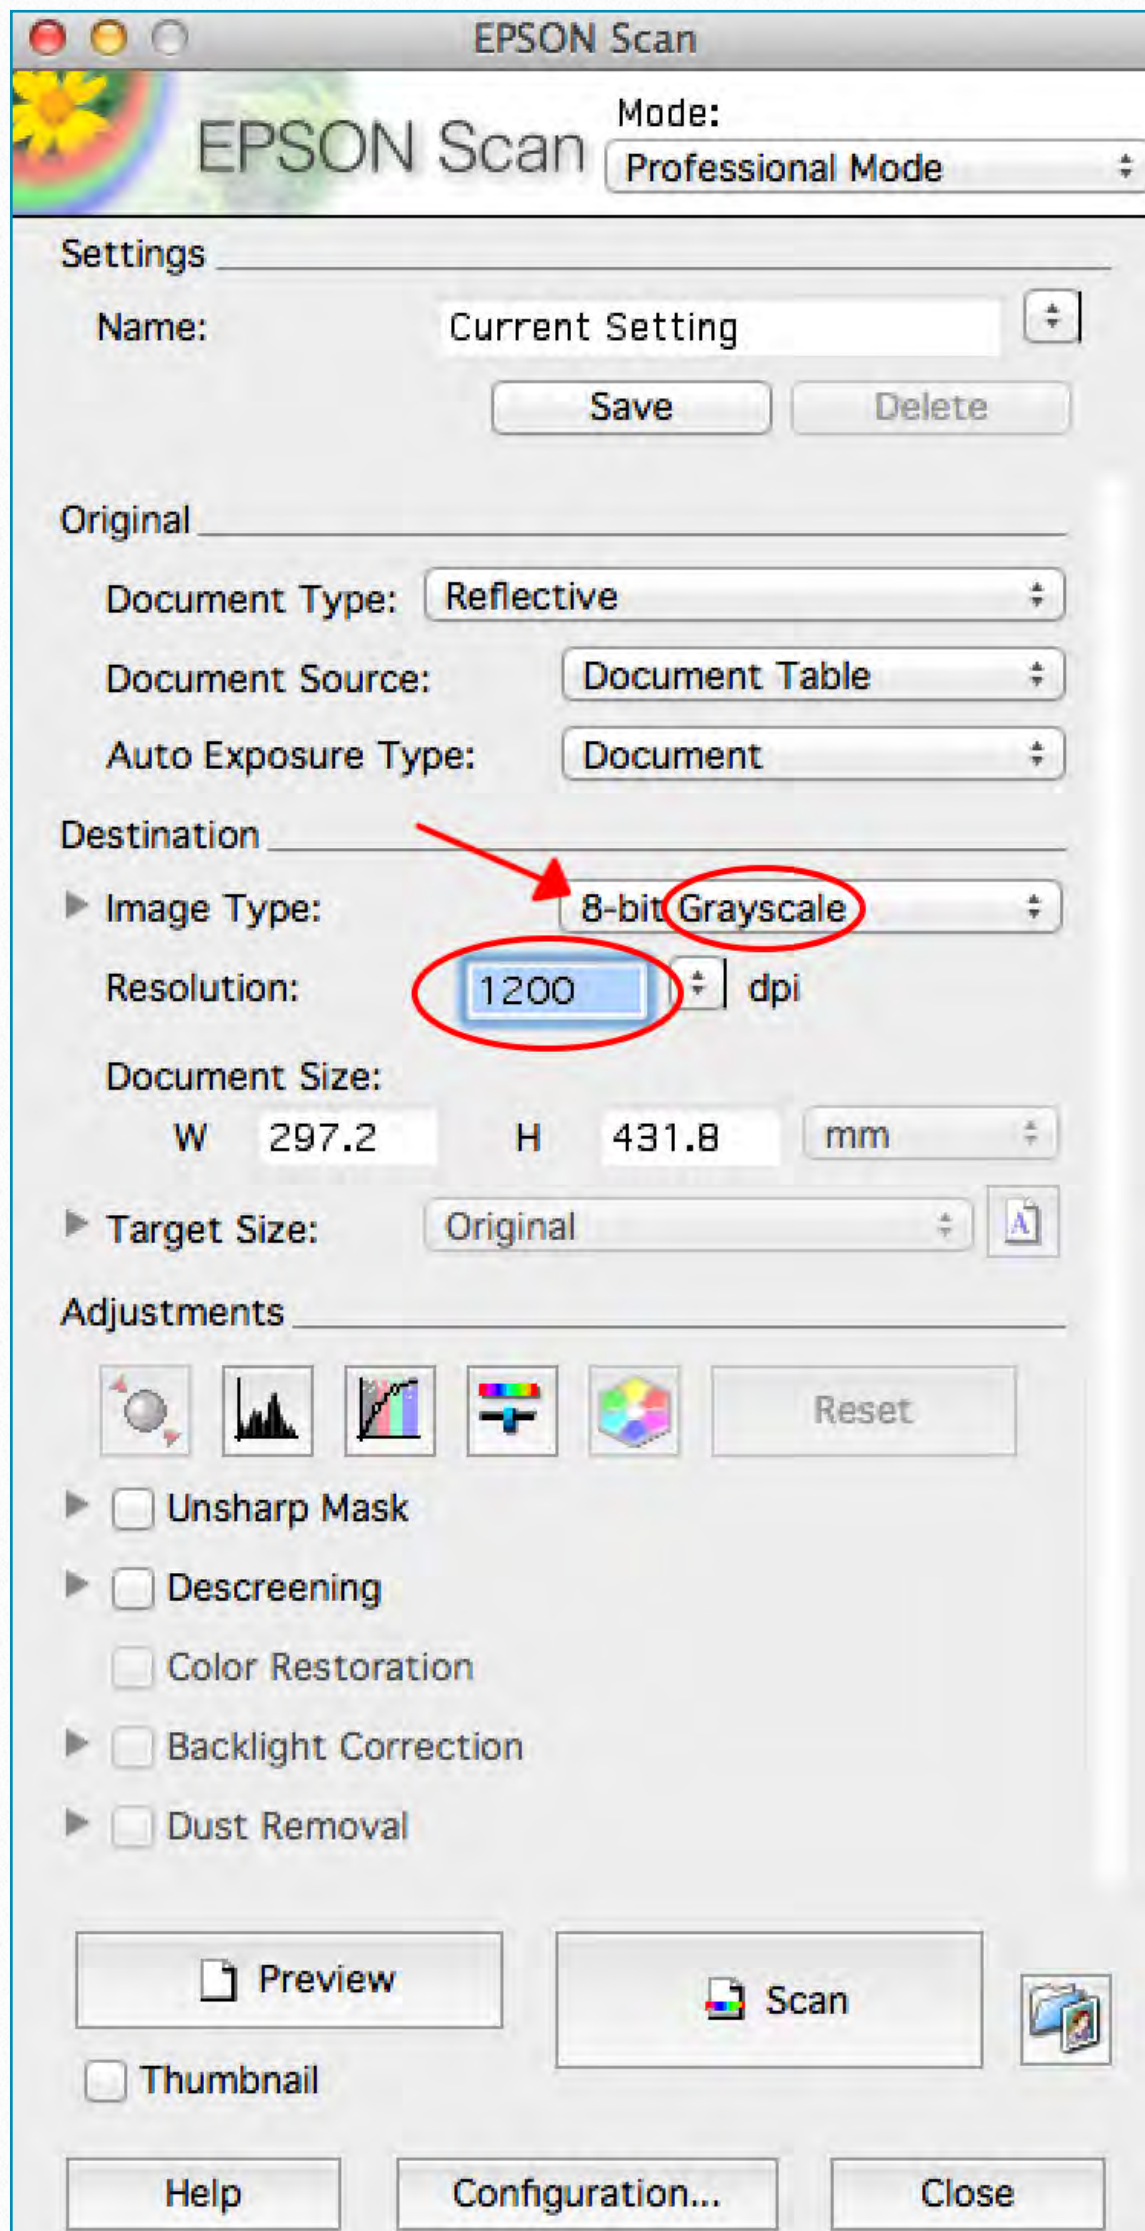 EPSON Scan
EPSON Scan
Mode:
Professional Mode
Settings
Name: Current Setting
Save Delete
Original
Document Type: Reflective
Document Source: Document Table
Auto Exposure Type: Document
Destination
Image Type: 8-bit Grayscale
Resolution: 1200 dpi
Document Size:
W 297.2 H 431.8 mm
Target Size: Original A
Adjustments
Reset
Unsharp Mask
Descreening
Color Restoration
Backlight Correction
Dust Removal
Preview
Scan
Thumbnail
Help Configuration... Close